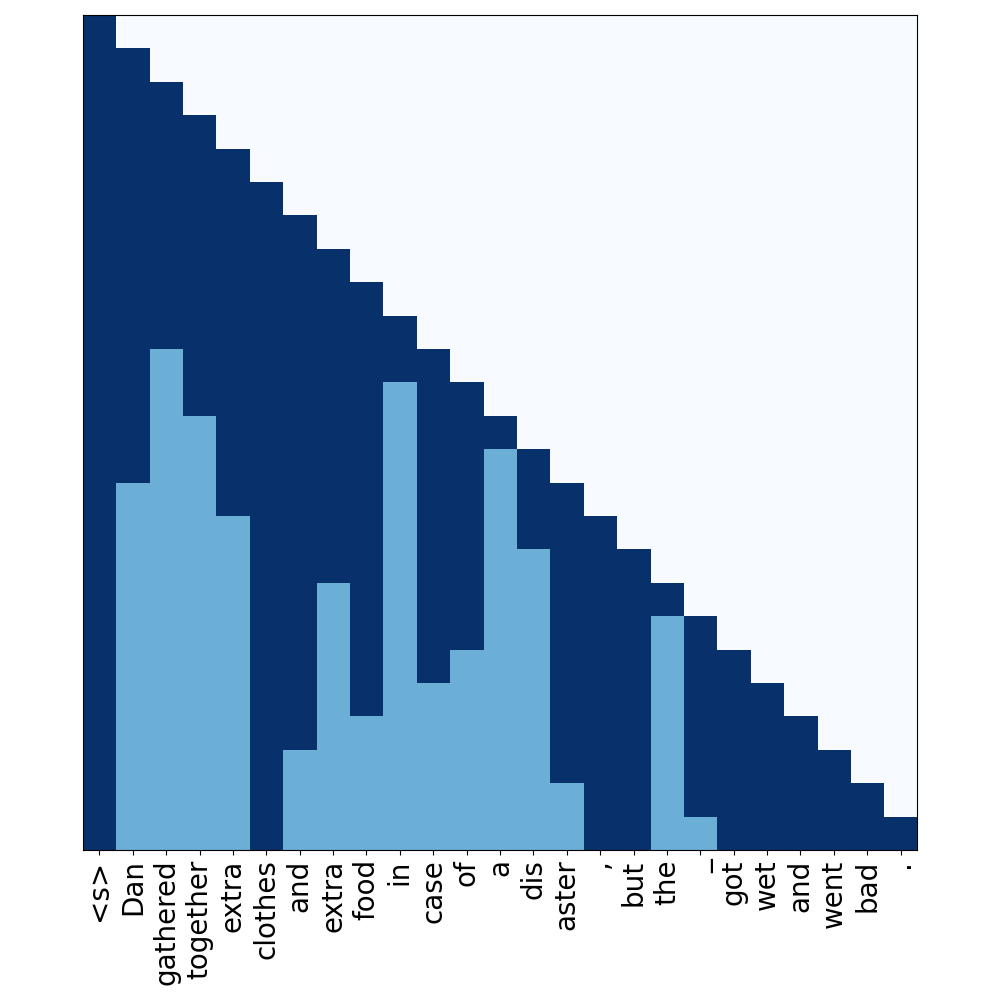 <s> Dan gathered together extra clothes and extra food in case of a dis aster , but the _ got wet and went bad .